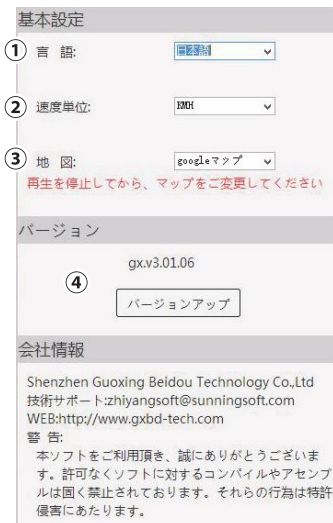 基本設定
① 言 語: 日本語
② 速度単位: KMH
③ 地 図: googleマップ
再生を停止してから、マップをご変更してください
バージョン
gx.v3.01.06
④
バージョンアップ
会社情報
Shenzhen Guoxing Beidou Technology Co.,Ltd
技術サポート:zhiyangsoft@sunningsoft.com
WEB:http://www.gxbd-tech.com
警 告:
本ソフトをご利用頂き、誠にありがとうございま
す。許可なくソフトに対するコンパイルやアセンブ
ルは固く禁止されております。それらの行為は特許
侵害にあたります。